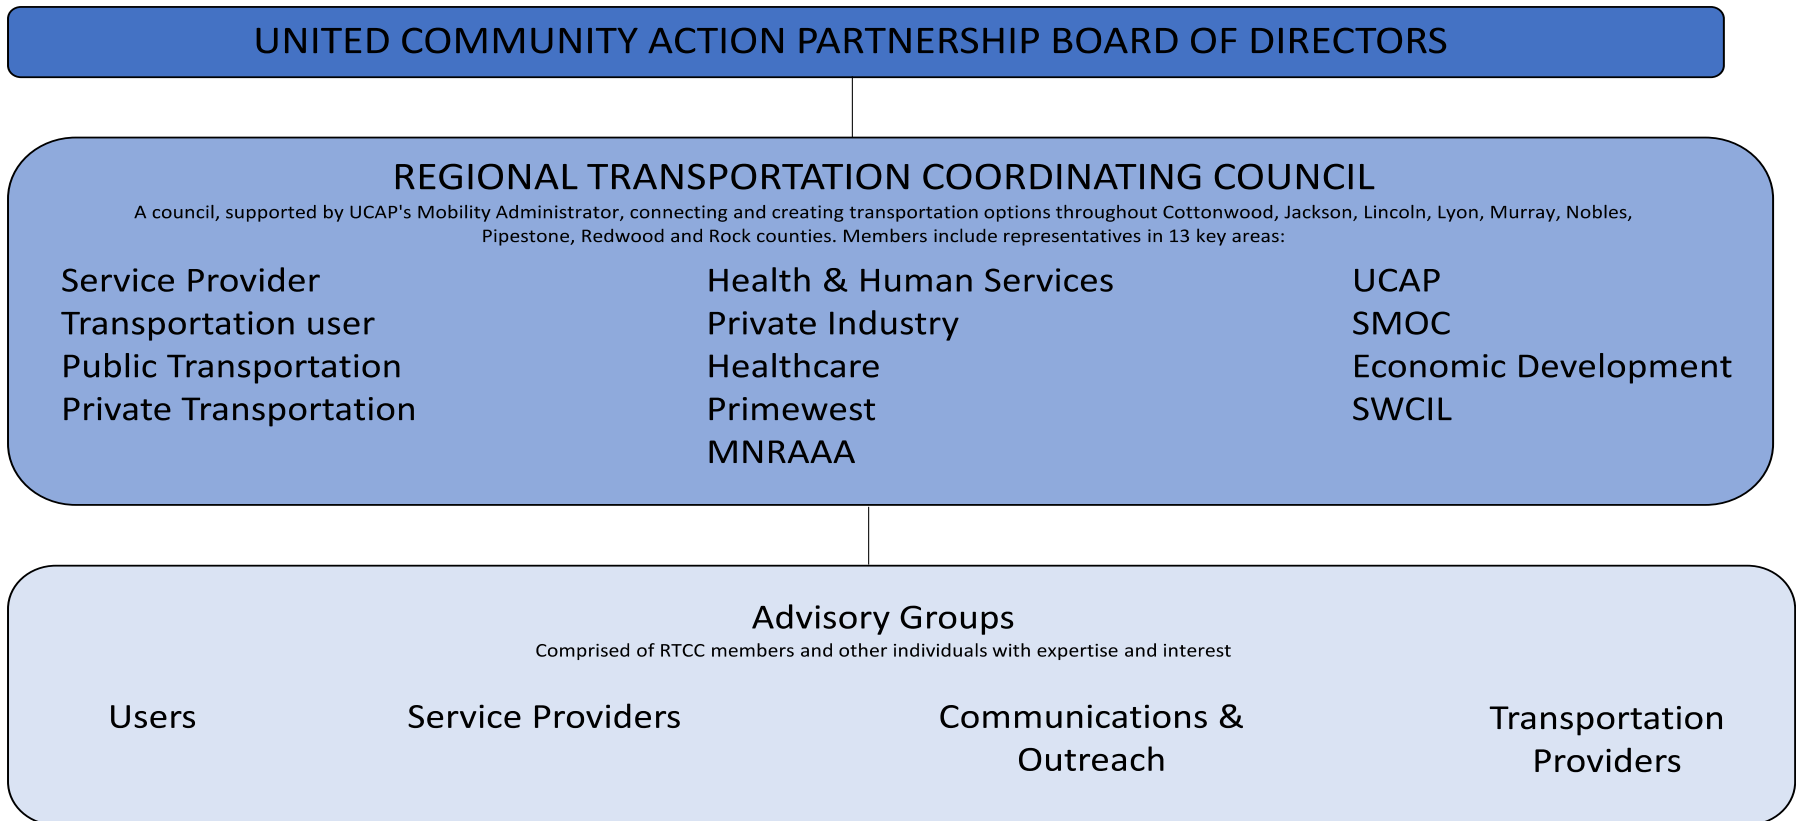 UNITED COMMUNITY ACTION PARTNERSHIP BOARD OF DIRECTORS
REGIONAL TRANSPORTATION COORDINATING COUNCIL
A council, supported by UCAP's Mobility Administrator, connecting and creating transportation options throughout Cottonwood, Jackson, Lincoln, Lyon, Murray, Nobles,
Pipestone, Redwood and Rock counties. Members include representatives in 13 key areas:
Service Provider
Transportation user
Public Transportation
Private Transportation
Health & Human Services
Private Industry
Healthcare
Primewest
MNRAAA
UCAP
SMOC
Economic Development
SWCIL
Advisory Groups
Comprised of RTCC members and other individuals with expertise and interest
Users
Service Providers
Communications &
Outreach
Transportation
Providers